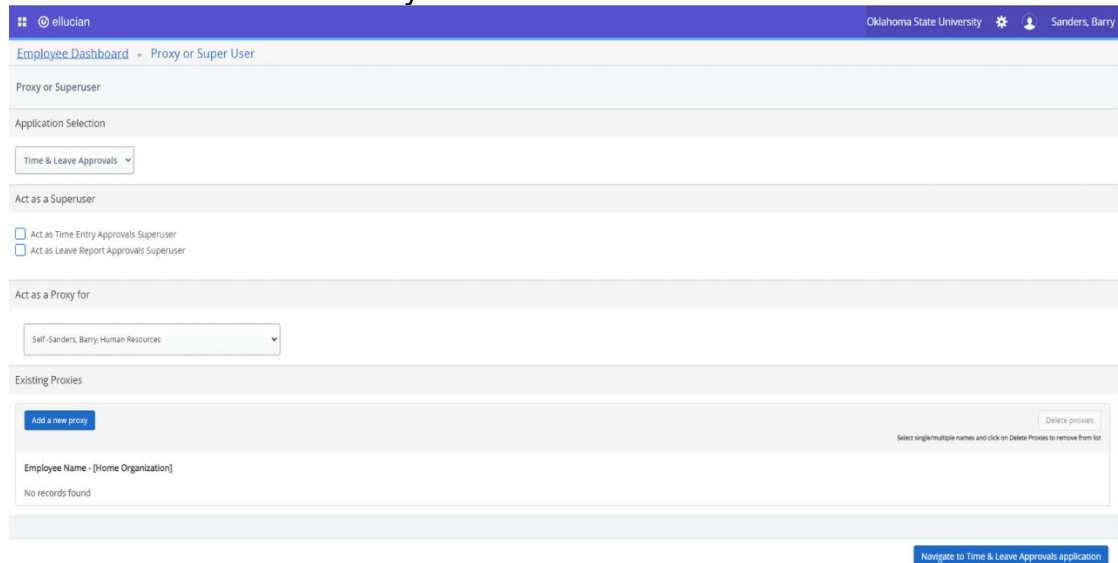 ellucian Oklahoma State University Sanders, Barry
Employee Dashboard • Proxy or Super User
Proxy or Superuser
Application Selection
Time & Leave Approvals
Act as a Superuser
Act as Time Entry Approvals Superuser
Act as Leave Report Approvals Superuser
Act as a Proxy for
Self -Sanders, Barry, Human Resources
Existing Proxies
Add a new proxy Delete proxies
Select single/multiple names and click on Delete Proxies to remove from list
Employee Name - [Home Organization]
No records found
Navigate to Time & Leave Approvals application